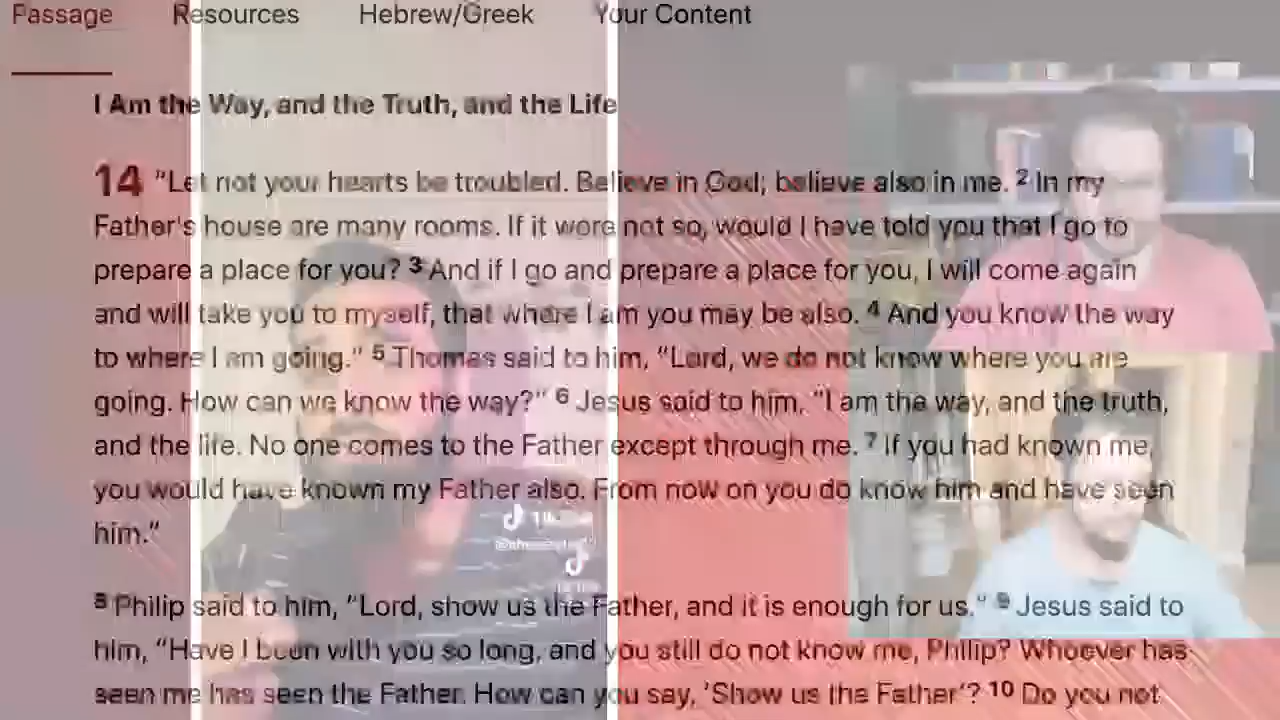 Passage Resources Hebrew/Greek Your Content
I Am the Way, and the Truth, and the Life
14 “Let not your hearts be troubled. Believe in God; believe also in me. 2 In my
Father's house are many rooms. If it were not so, would I have told you that I go to
prepare a place for you? 3 And if I go and prepare a place for you, I will come again
and will take you to myself, that where I am you may be also. 4 And you know the way
to where I am going.” 5 Thomas said to him, “Lord, we do not know where you are
going. How can we know the way?” 6 Jesus said to him, “I am the way, and the truth,
and the life. No one comes to the Father except through me. 7 If you had known me,
you would have known my Father also. From now on you do know him and have seen
him.”
8 Philip said to him, “Lord, show us the Father, and it is enough for us.” 9 Jesus said to
him, “Have I been with you so long, and you still do not know me, Philip? Whoever has
seen me has seen the Father. How can you say, ‘Show us the Father’? 10 Do you not